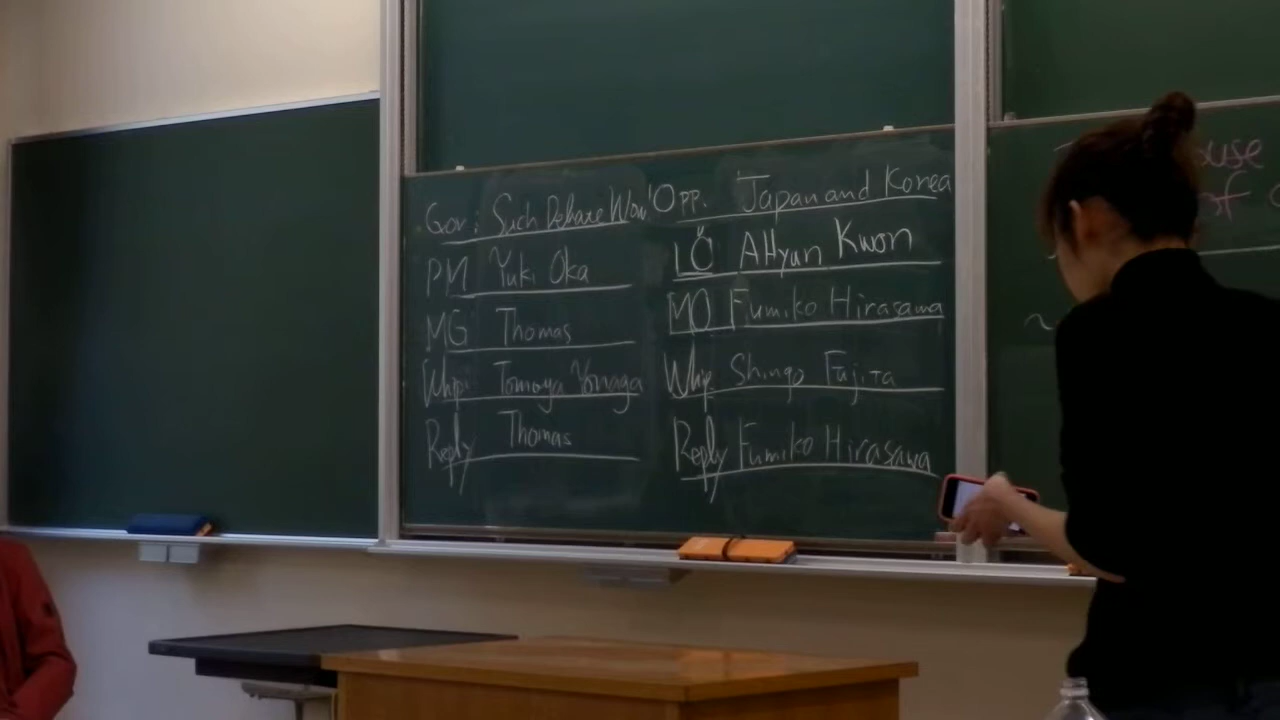 Gov: Such Debate Wow!
PM Yuki Oka
MG Thomas
Whip Tomoya Yonaga
Reply Thomas
Opp. Japan and Korea
LO AHyun Kwon
MO Fumiko Hirasawa
Whip Shingo Fujita
Reply Fumiko Hirasawa
of